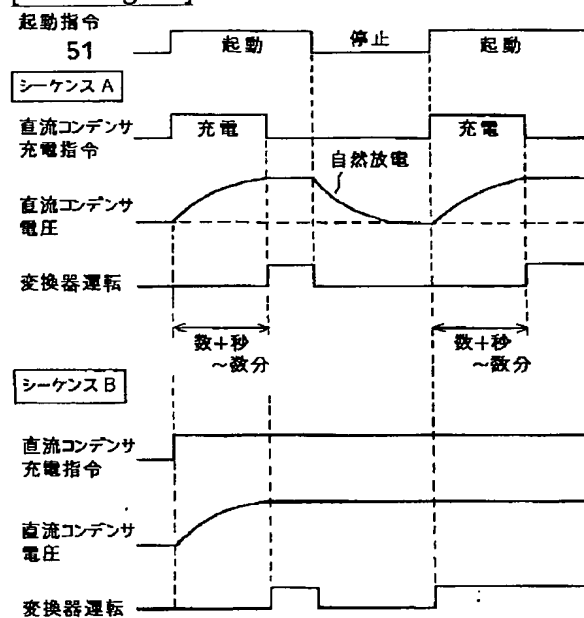 起動指令
51
起動
停止
起動
シーケンスA
直流コンデンサ
充電指令
充電
充電
自然放電
直流コンデンサ
電圧
変換器運転
数十秒
~数分
数十秒
~数分
シーケンスB
直流コンデンサ
充電指令
直流コンデンサ
電圧
変換器運転